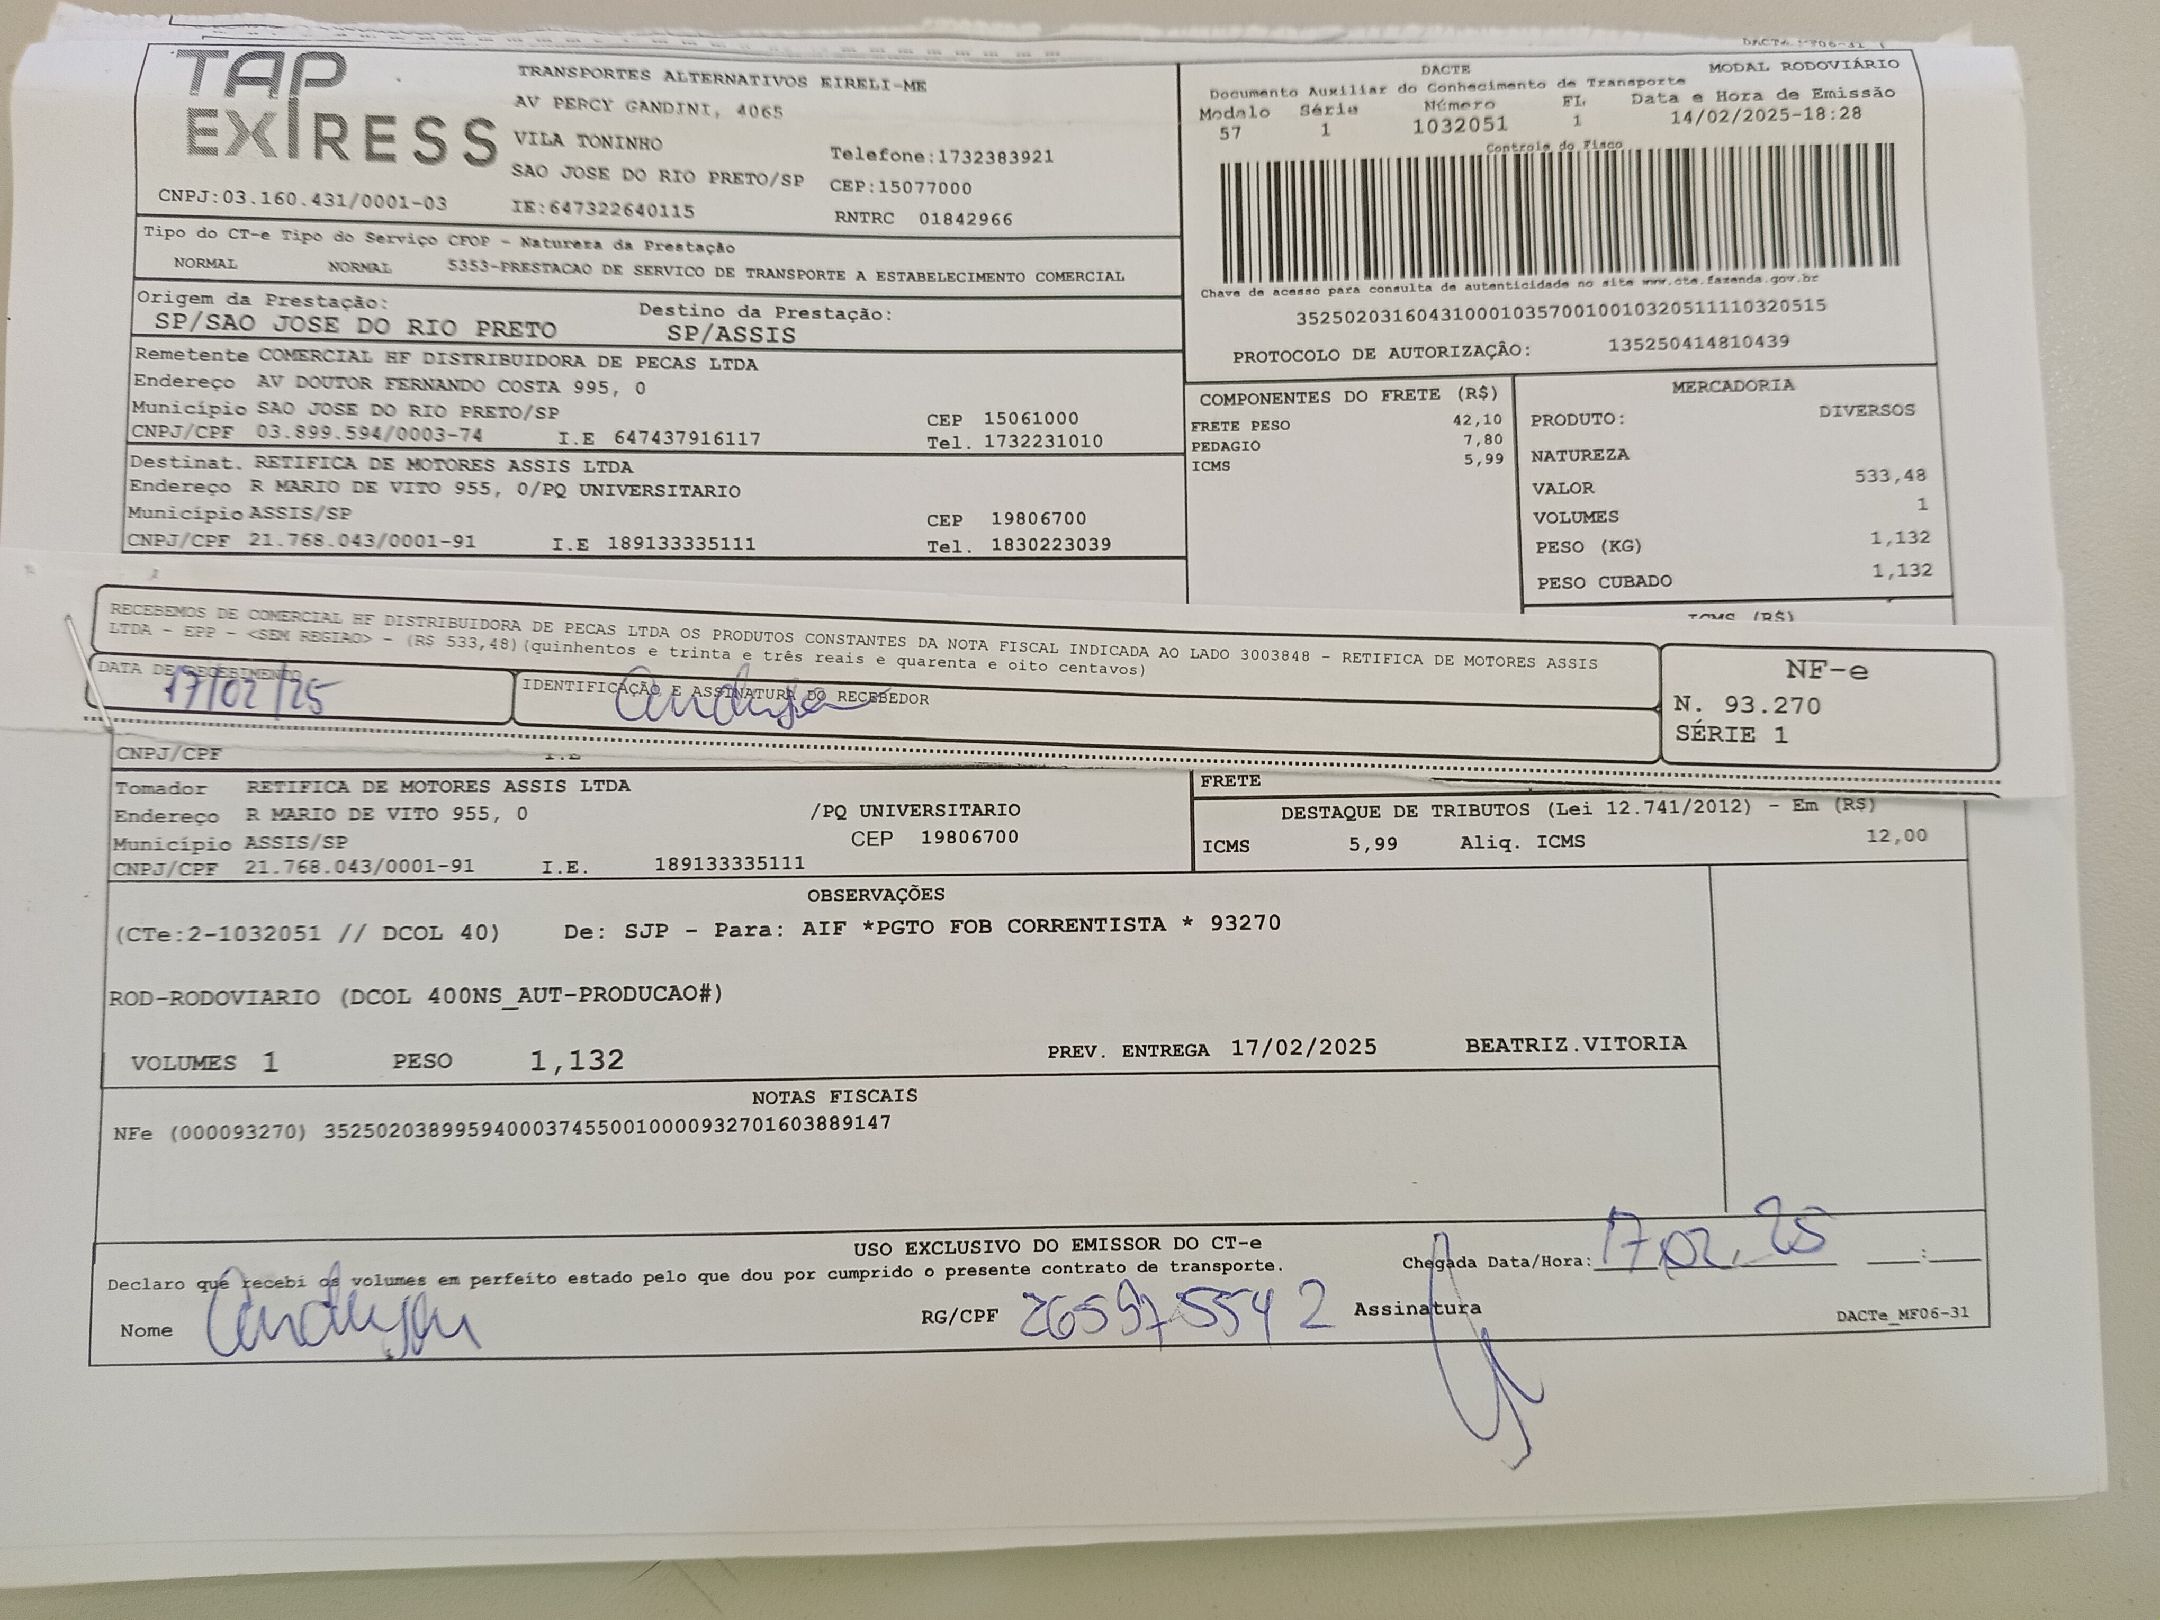 DACTe_MF06-31
TAP
EXPRESS
TRANSPORTES ALTERNATIVOS EIRELI-ME
AV PERCY GANDINI, 4065
VILA TONINHO
Telefone:1732383921
SAO JOSE DO RIO PRETO/SP CEP:15077000
CNPJ:03.160.431/0001-03 IE:647322640115 RNTRC 01842966
DACTE MODAL RODOVIÁRIO
Documento Auxiliar do Conhecimento de Transporte
Modelo Série Número FL Data e Hora de Emissão
57 1 1032051 1 14/02/2025-18:28
Controle do Fisco
Chave de acesso para consulta de autenticidade no site www.cte.fazenda.gov.br
35250203160431000103570010010320511110320515
PROTOCOLO DE AUTORIZAÇÃO: 135250414810439
Tipo do CT-e Tipo do Serviço CFOP - Natureza da Prestação
NORMAL NORMAL 5353-PRESTACAO DE SERVICO DE TRANSPORTE A ESTABELECIMENTO COMERCIAL
Origem da Prestação: Destino da Prestação:
SP/SAO JOSE DO RIO PRETO SP/ASSIS
Remetente COMERCIAL HF DISTRIBUIDORA DE PECAS LTDA
Endereço AV DOUTOR FERNANDO COSTA 995, 0
Município SAO JOSE DO RIO PRETO/SP CEP 15061000
CNPJ/CPF 03.899.594/0003-74 I.E 647437916117 Tel. 1732231010
Destinat. RETIFICA DE MOTORES ASSIS LTDA
Endereço R MARIO DE VITO 955, 0/PQ UNIVERSITARIO
Município ASSIS/SP CEP 19806700
CNPJ/CPF 21.768.043/0001-91 I.E 189133335111 Tel. 1830223039
COMPONENTES DO FRETE (R$)
FRETE PESO 42,10
PEDAGIO 7,80
ICMS 5,99
MERCADORIA
PRODUTO: DIVERSOS
NATUREZA
VALOR 533,48
VOLUMES 1
PESO (KG) 1,132
PESO CUBADO 1,132
ICMS (R$)
RECEBEMOS DE COMERCIAL HF DISTRIBUIDORA DE PECAS LTDA OS PRODUTOS CONSTANTES DA NOTA FISCAL INDICADA AO LADO 3003848 - RETIFICA DE MOTORES ASSIS
LTDA - EPP - <SEM REGIAO> - (R$ 533,48)(quinhentos e trinta e três reais e quarenta e oito centavos)
DATA DE RECEBIMENTO IDENTIFICAÇÃO E ASSINATURA DO RECEBEDOR
17/02/25
NF-e
N. 93.270
SÉRIE 1
CNPJ/CPF I.E
Tomador RETIFICA DE MOTORES ASSIS LTDA
Endereço R MARIO DE VITO 955, 0 /PQ UNIVERSITARIO
Município ASSIS/SP CEP 19806700
CNPJ/CPF 21.768.043/0001-91 I.E. 189133335111
FRETE
DESTAQUE DE TRIBUTOS (Lei 12.741/2012) - Em (R$)
ICMS 5,99 Aliq. ICMS 12,00
OBSERVAÇÕES
(CTe:2-1032051 // DCOL 40) De: SJP - Para: AIF *PGTO FOB CORRENTISTA * 93270
ROD-RODOVIARIO (DCOL 400NS_AUT-PRODUCAO#)
VOLUMES 1 PESO 1,132 PREV. ENTREGA 17/02/2025 BEATRIZ.VITORIA
NOTAS FISCAIS
NFe (000093270) 35250203899594000374550010000932701603889147
USO EXCLUSIVO DO EMISSOR DO CT-e
Declaro que recebi os volumes em perfeito estado pelo que dou por cumprido o presente contrato de transporte.
Chegada Data/Hora: 17.02.25 :
Nome RG/CPF 265975542 Assinatura
DACTe_MF06-31